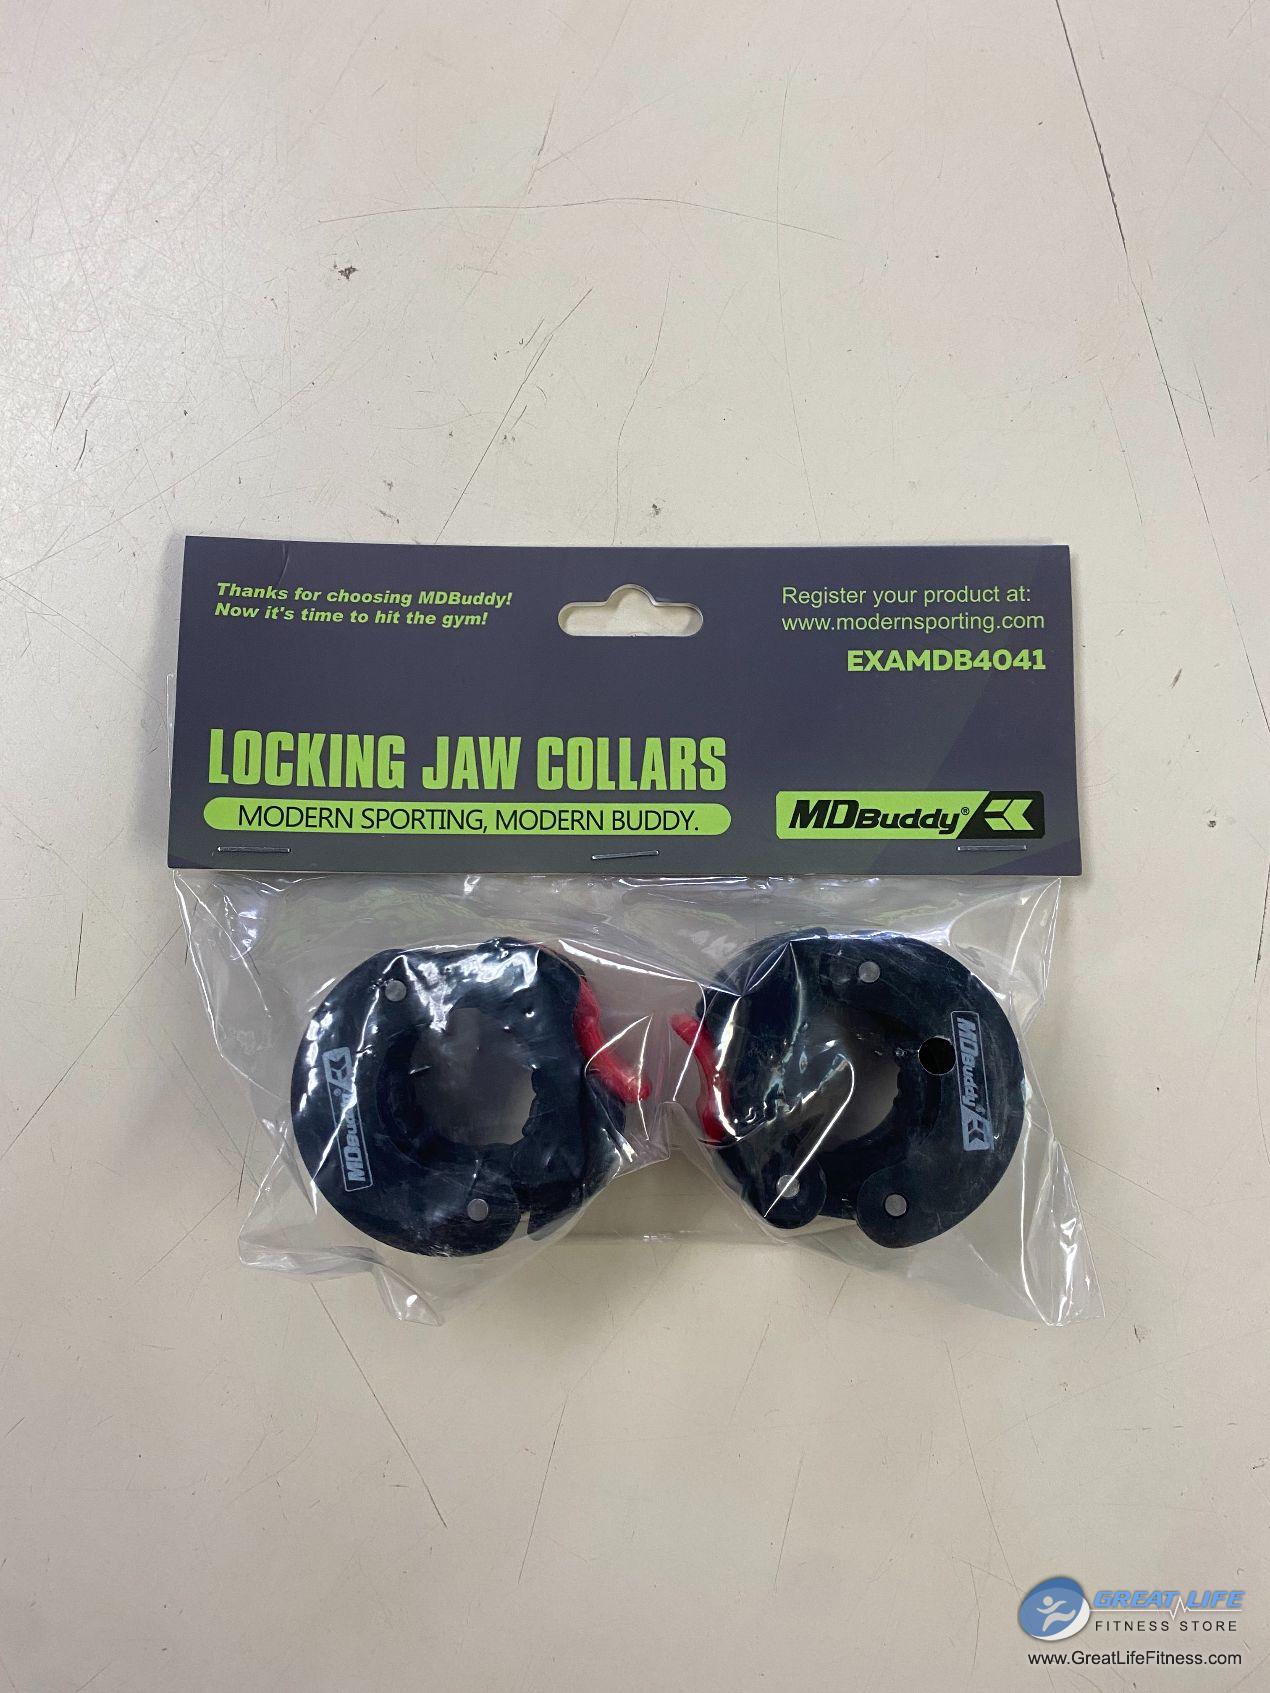 Thanks for choosing MDBuddy!
Now it's time to hit the gym!
Register your product at:
www.modernsporting.com
EXAMDB4041
LOCKING JAW COLLARS
MODERN SPORTING, MODERN BUDDY.
MDBuddy®
MDBuddy®
MDBuddy®
GREAT LIFE
FITNESS STORE
www.GreatLifeFitness.com